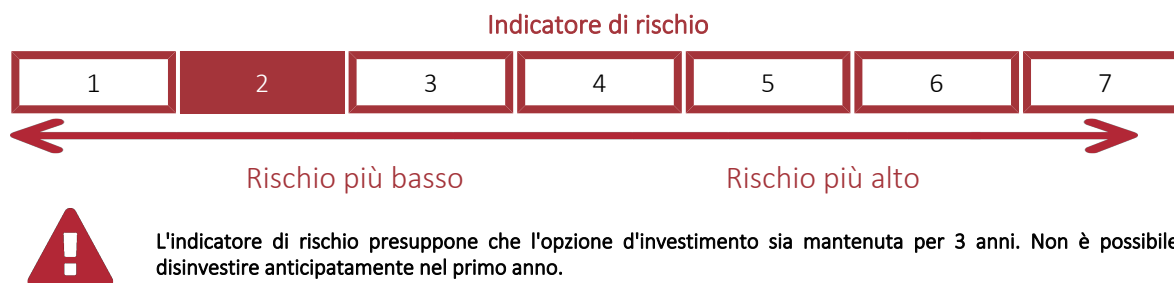 Indicatore di rischio
1 2 3 4 5 6 7
Rischio più basso Rischio più alto
L'indicatore di rischio presuppone che l'opzione d'investimento sia mantenuta per 3 anni. Non è possibile
disinvestire anticipatamente nel primo anno.